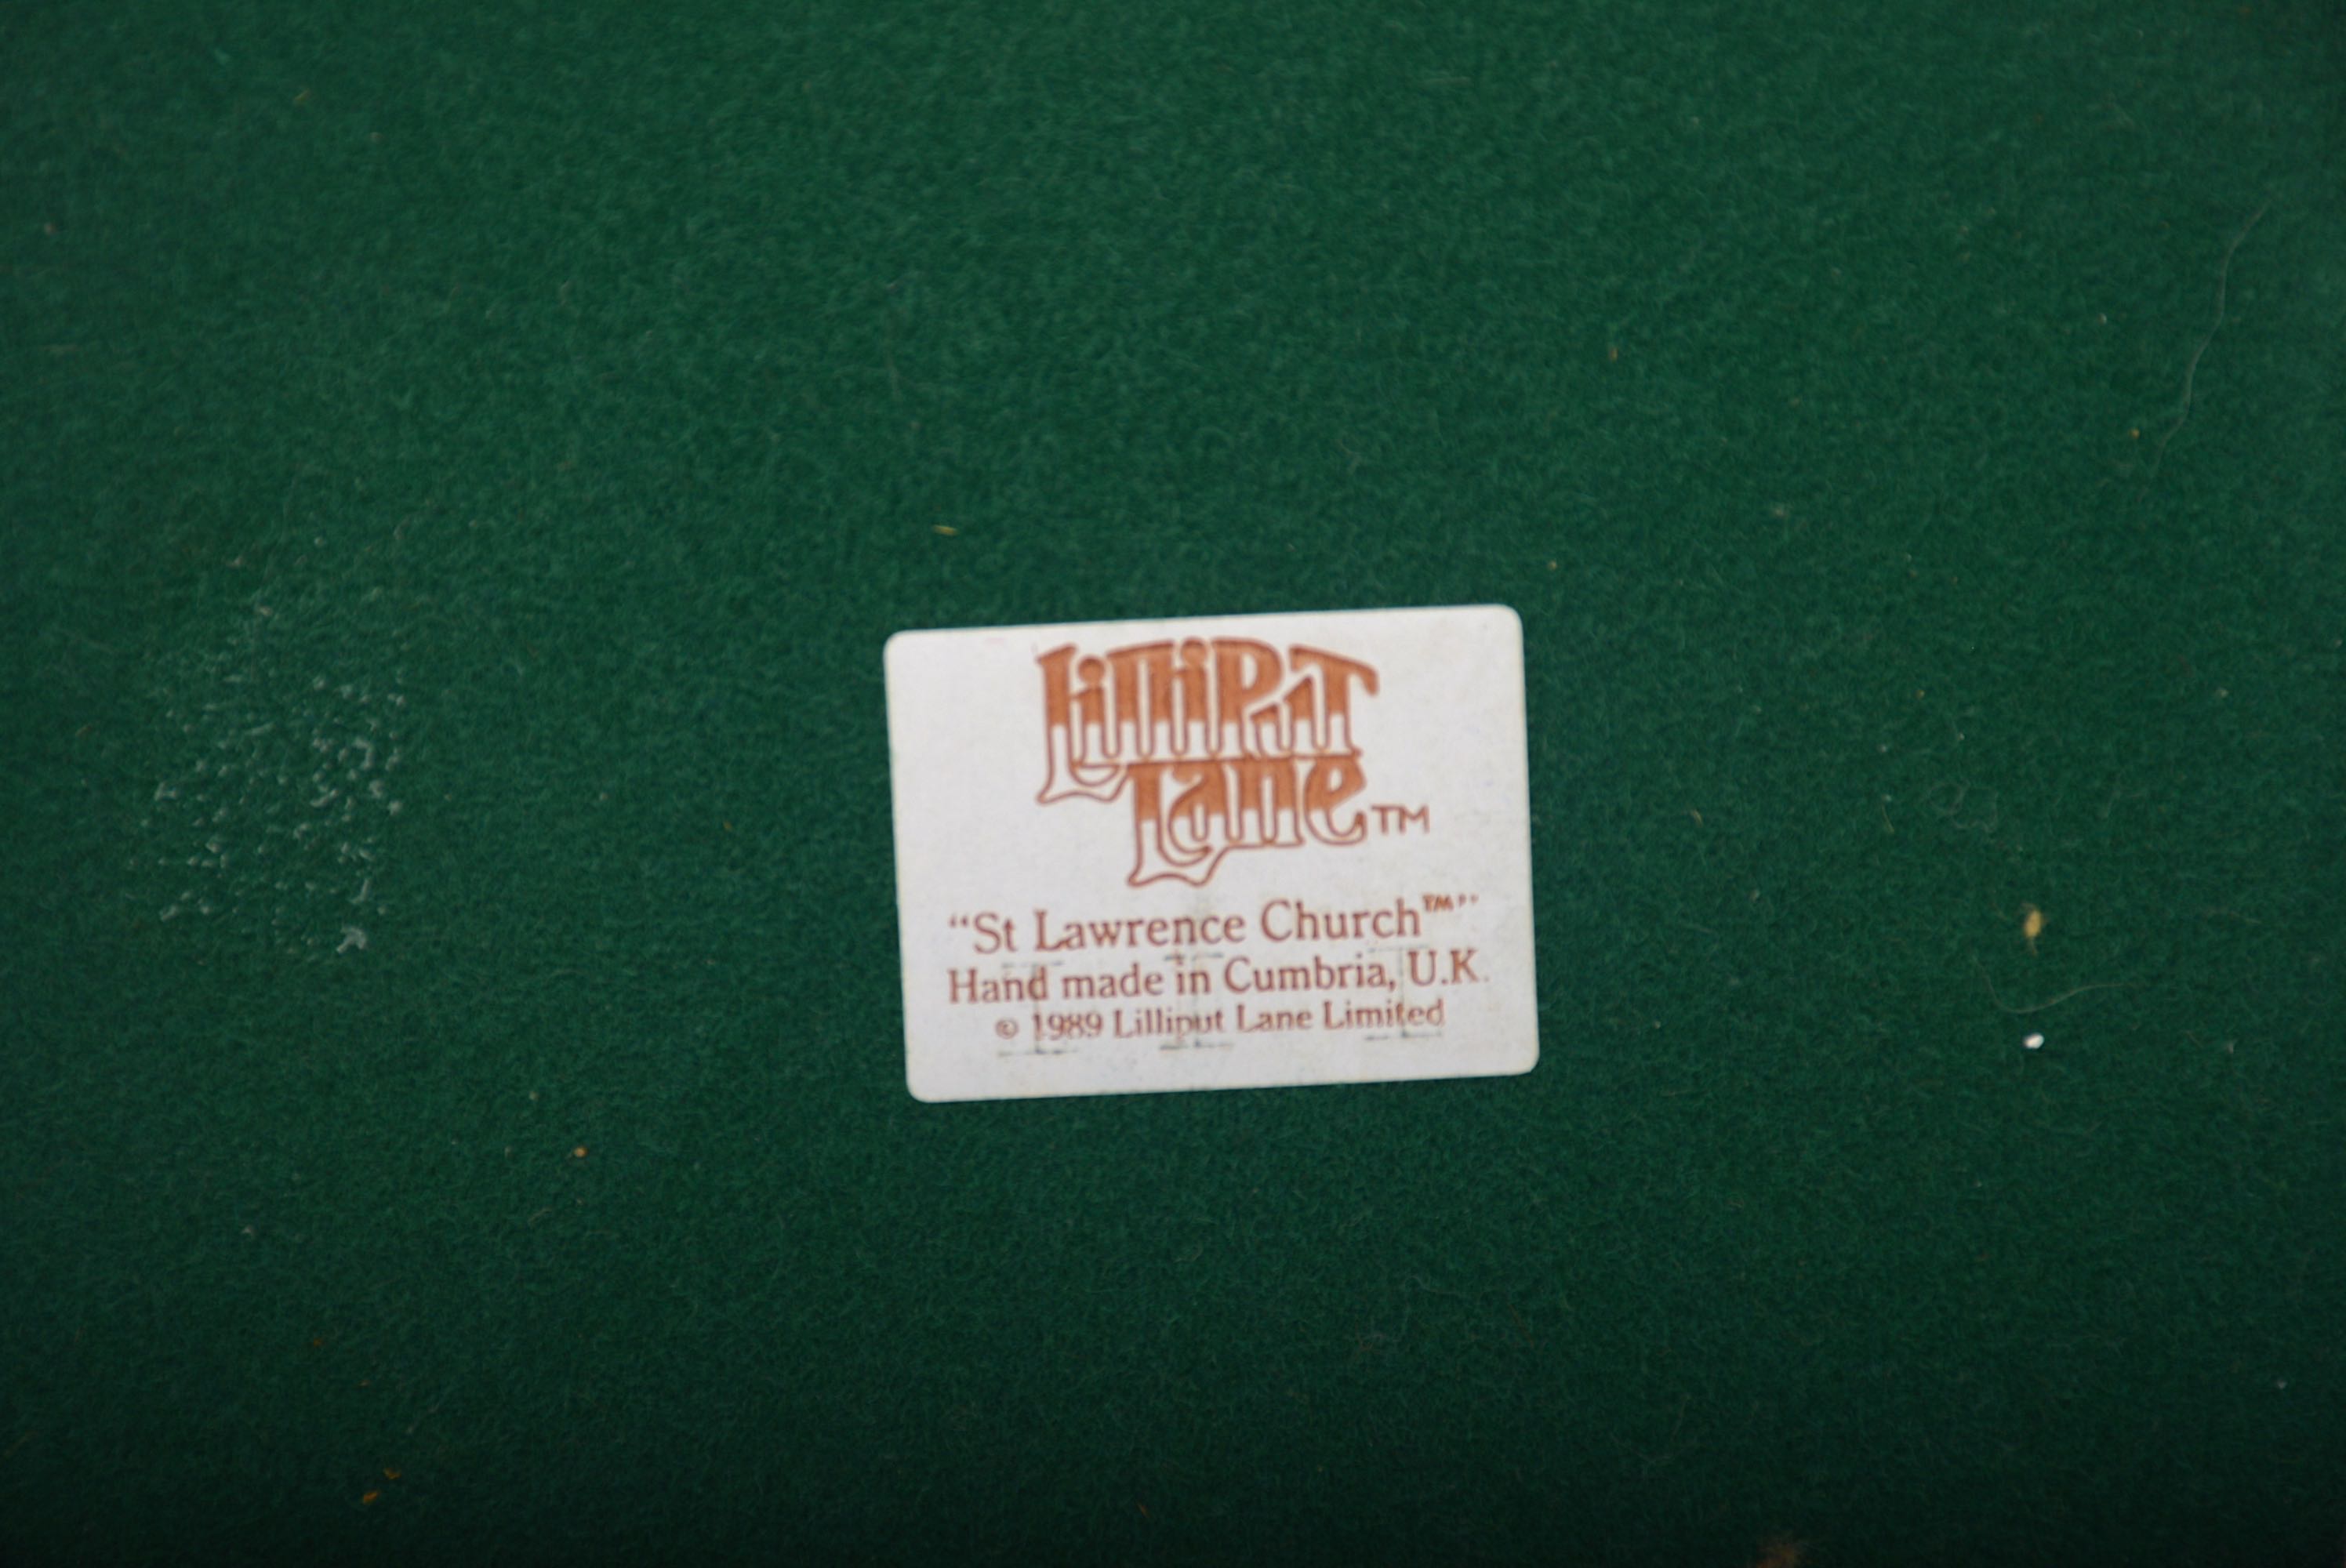 Lilliput
Lane™
“St Lawrence Church™”
Hand made in Cumbria, U.K.
© 1989 Lilliput Lane Limited